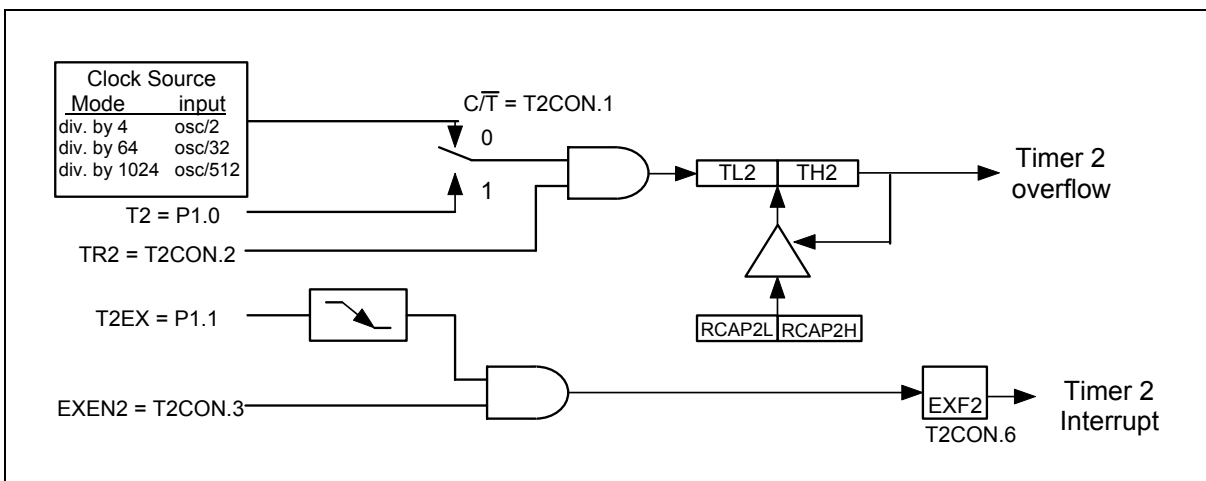 Clock Source
Mode input
div. by 4 osc/2
div. by 64 osc/32
div. by 1024 osc/512
C/T̅ = T2CON.1
0
1
T2 = P1.0
TR2 = T2CON.2
TL2 TH2
Timer 2
overflow
T2EX = P1.1
RCAP2L RCAP2H
EXEN2 = T2CON.3
EXF2
T2CON.6
Timer 2
Interrupt